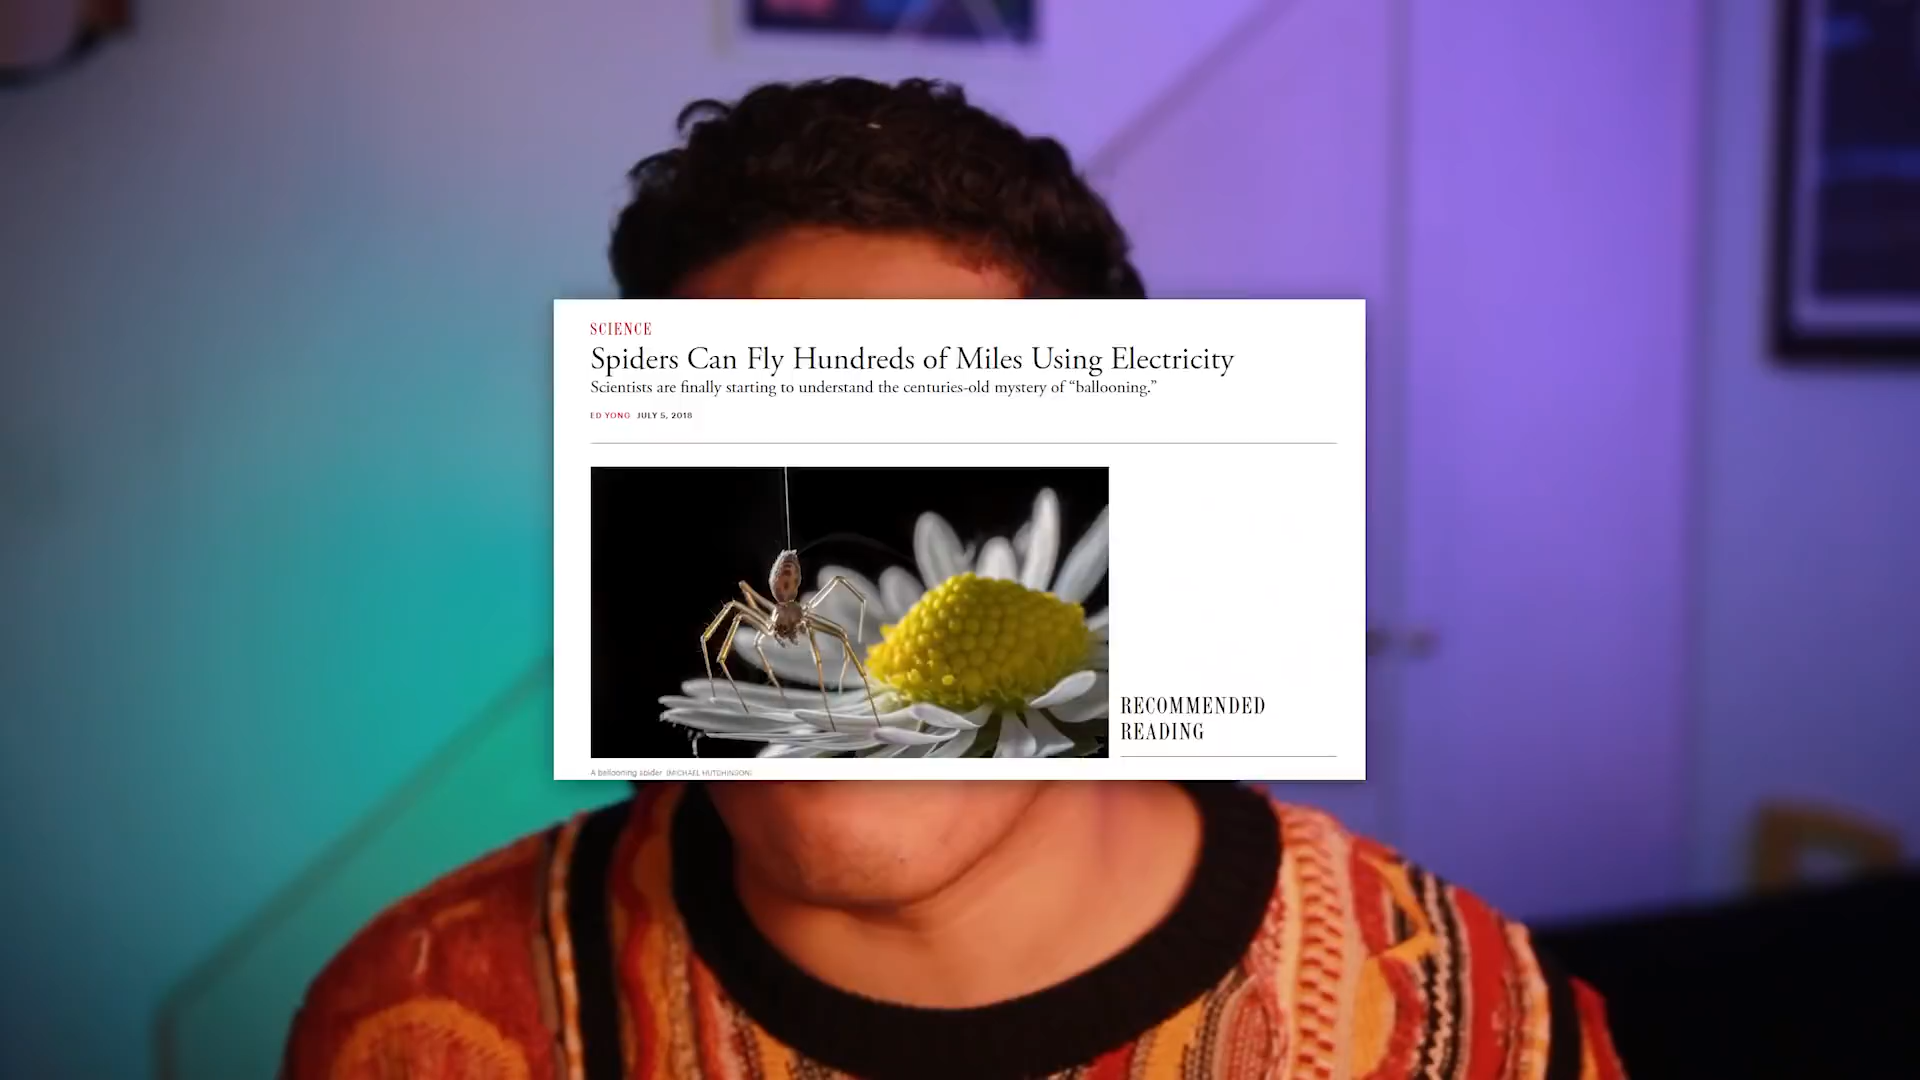 SCIENCE
Spiders Can Fly Hundreds of Miles Using Electricity
Scientists are finally starting to understand the centuries-old mystery of “ballooning.”
ED YONG JULY 5, 2018
RECOMMENDED
READING
A ballooning spider (MICHAEL HUTCHINSON)